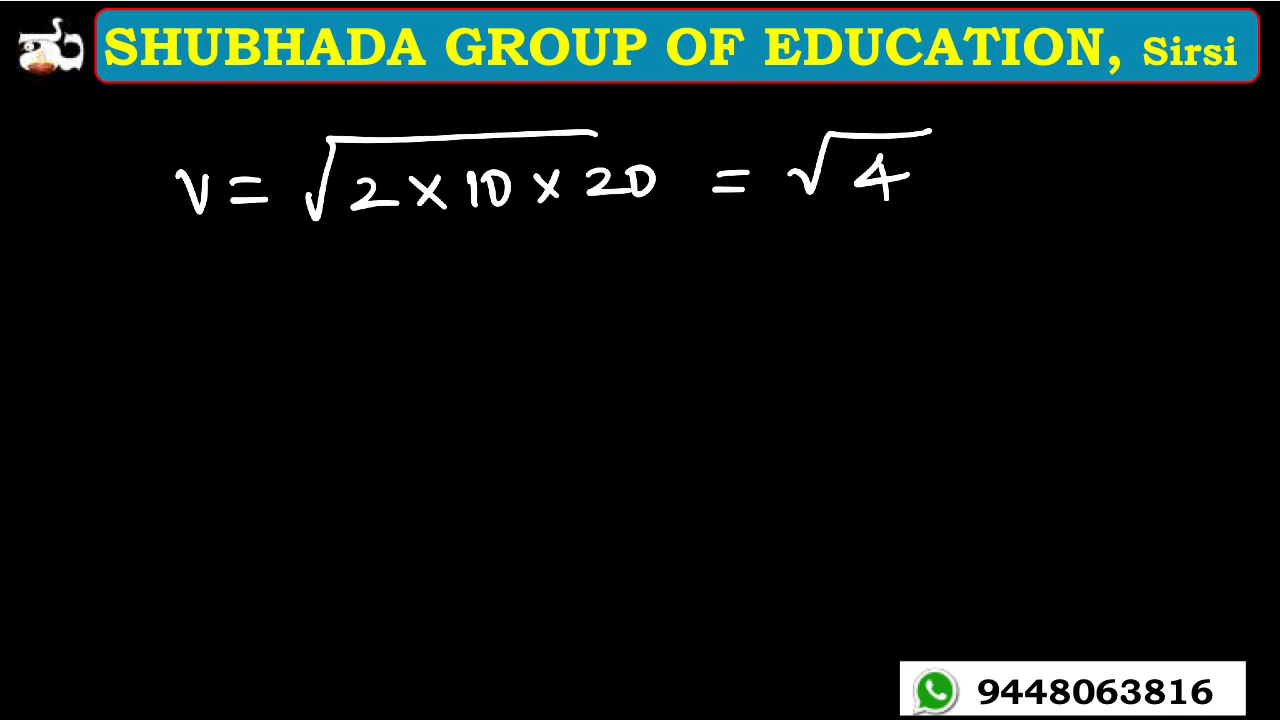 ಶು SHUBHADA GROUP OF EDUCATION, Sirsi
v = √2 × 10 × 20 = √4
9448063816